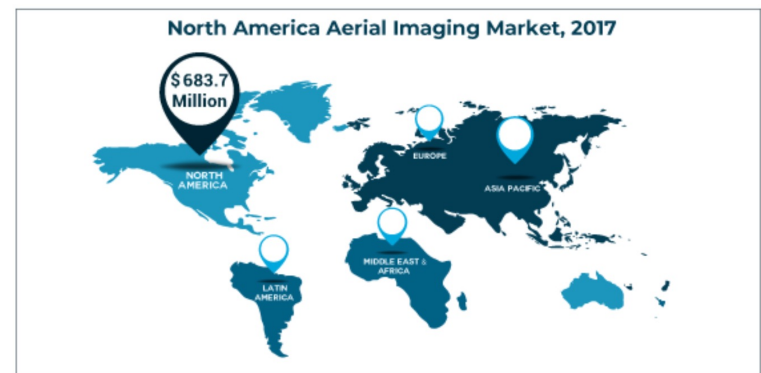 North America Aerial Imaging Market, 2017
$683.7
Million
NORTH
AMERICA
EUROPE
ASIA PACIFIC
MIDDLE EAST &
AFRICA
LATIN
AMERICA